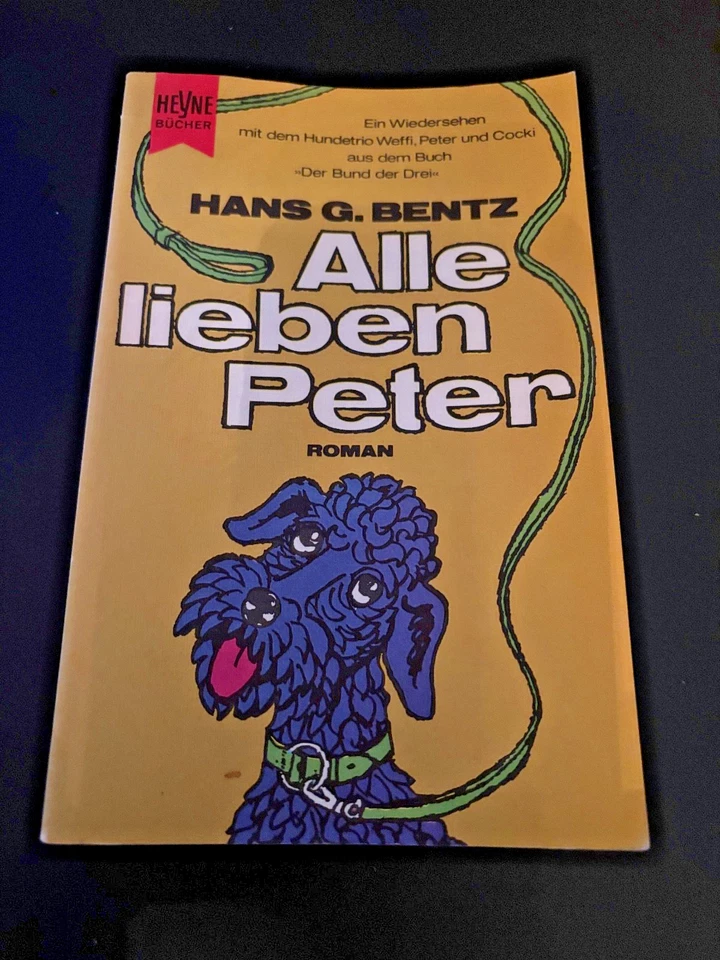 HEYNE
BÜCHER
Ein Wiedersehen
mit dem Hundetrio Weffi, Peter und Cocki
aus dem Buch
»Der Bund der Drei«
HANS G. BENTZ
Alle
lieben
Peter
ROMAN